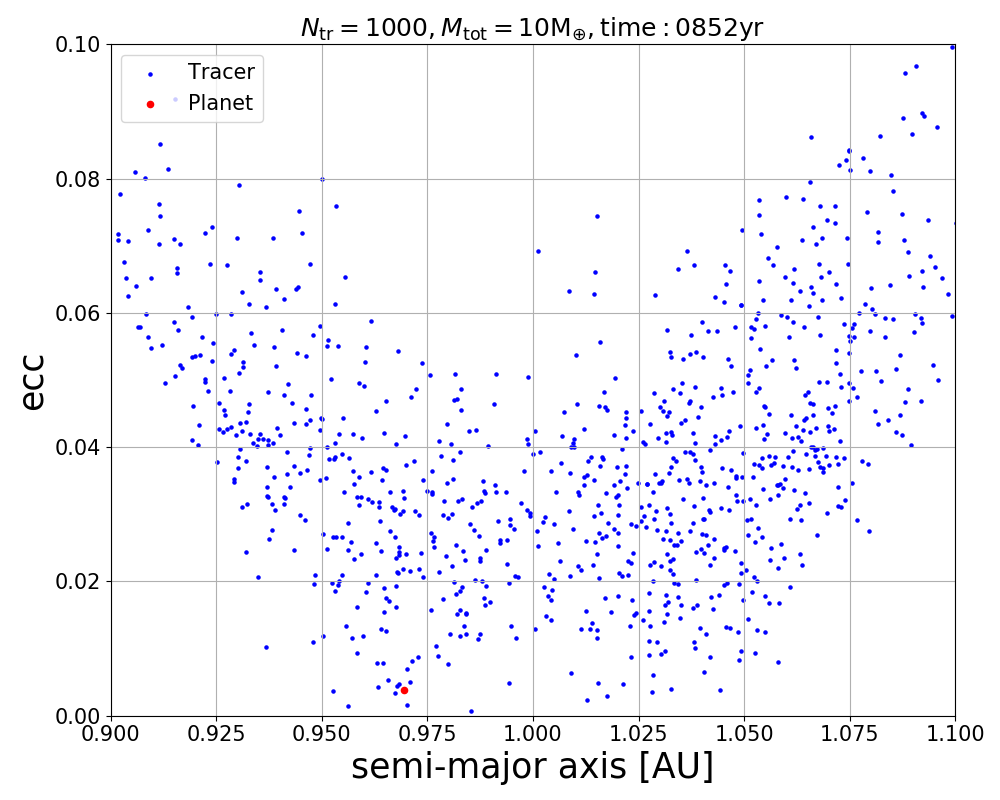 N_tr = 1000, M_tot = 10M_⊕, time : 0852yr
Tracer
Planet
0.10
0.08
0.06
0.04
0.02
0.00
ecc
0.900 0.925 0.950 0.975 1.000 1.025 1.050 1.075 1.100
semi-major axis [AU]